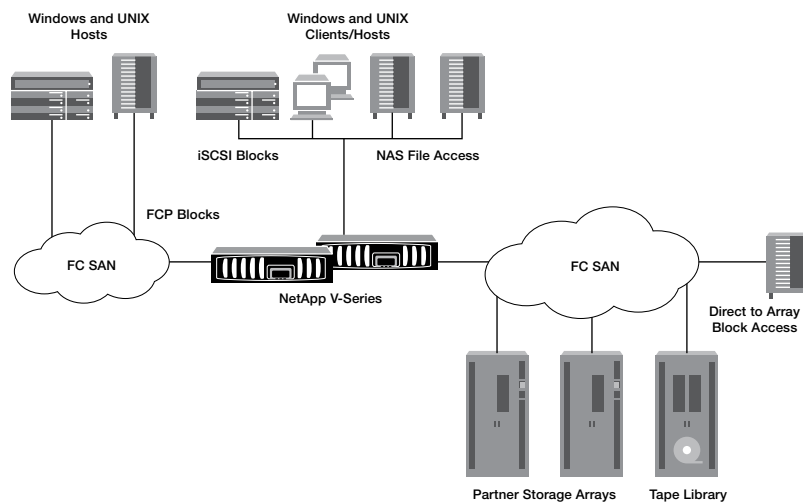 Windows and UNIX
Hosts
Windows and UNIX
Clients/Hosts
iSCSI Blocks
NAS File Access
FCP Blocks
FC SAN
NetApp V-Series
FC SAN
Direct to Array
Block Access
Partner Storage Arrays
Tape Library